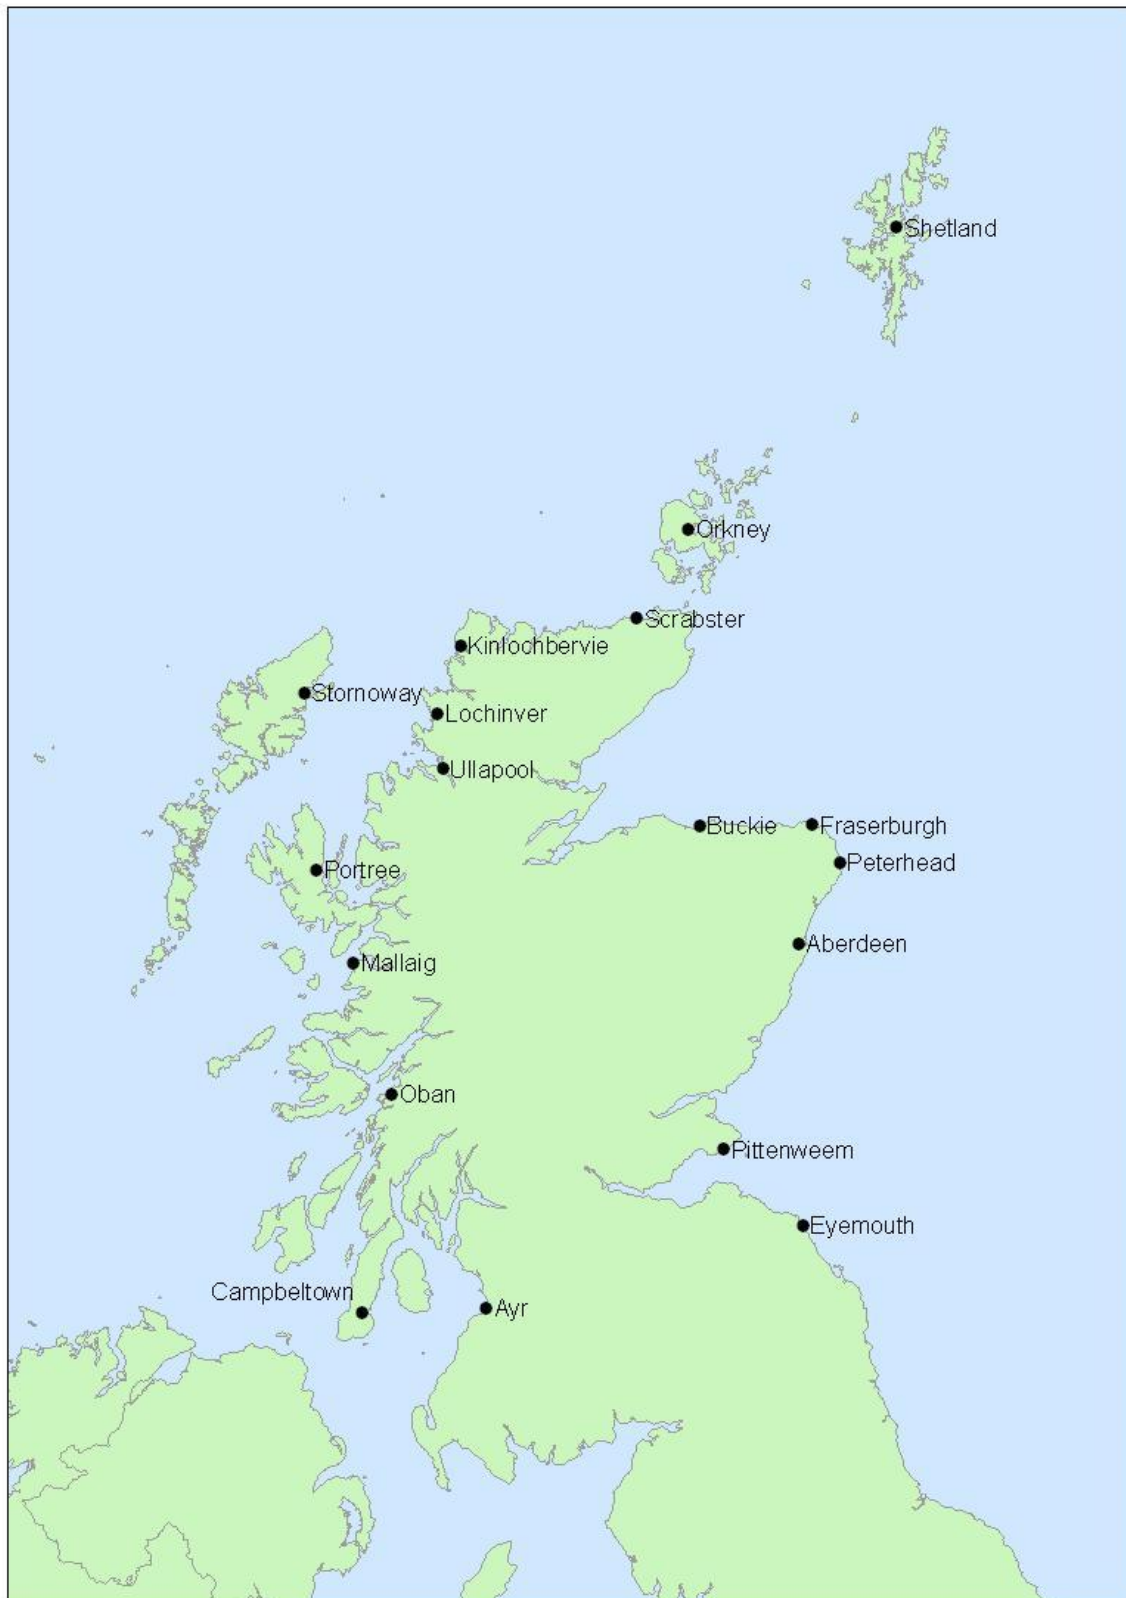 Shetland
Orkney
Scrabster
Kinlochbervie
Stornoway
Lochinver
Ullapool
Buckie
Fraserburgh
Peterhead
Portree
Aberdeen
Mallaig
Oban
Pittenweem
Eyemouth
Campbeltown
Ayr